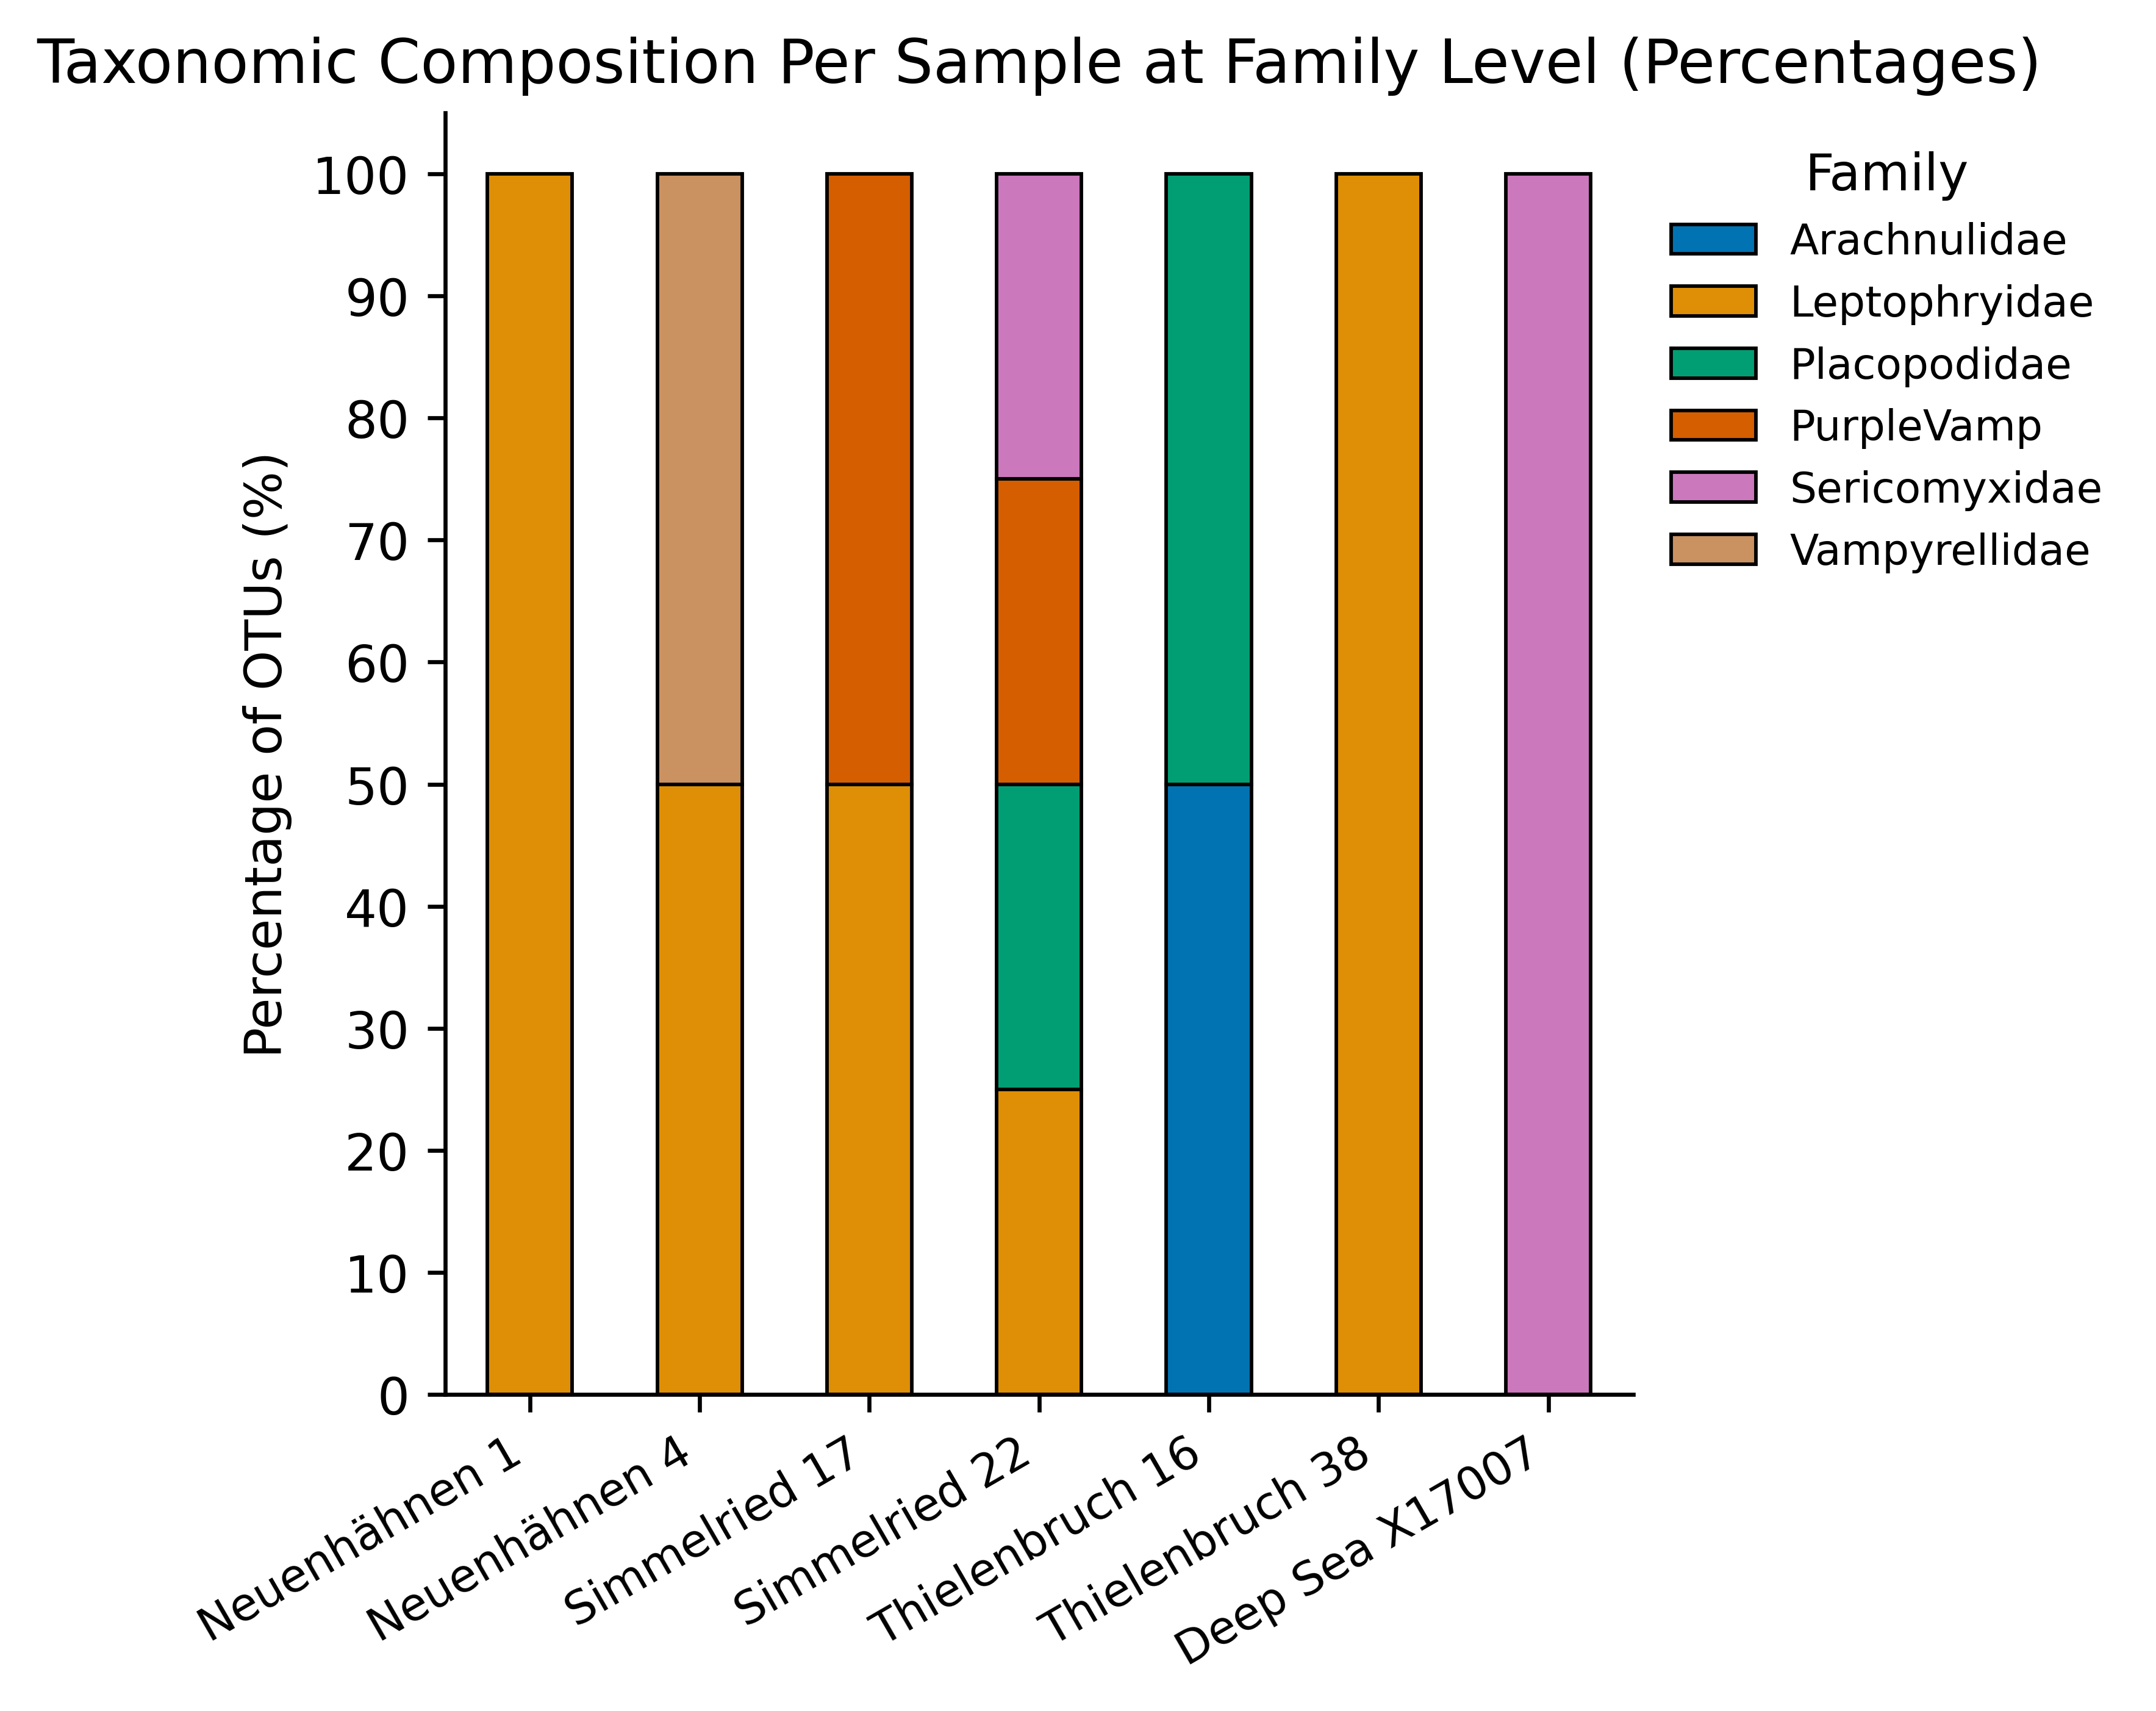 Taxonomic Composition Per Sample at Family Level (Percentages)
Percentage of OTUs (%)
100
90
80
70
60
50
40
30
20
10
0
Neuenhähnen 1
Neuenhähnen 4
Simmelried 17
Simmelried 22
Thielenbruch 16
Thielenbruch 38
Deep Sea X17007
Family
Arachnulidae
Leptophryidae
Placopodidae
PurpleVamp
Sericomyxidae
Vampyrellidae